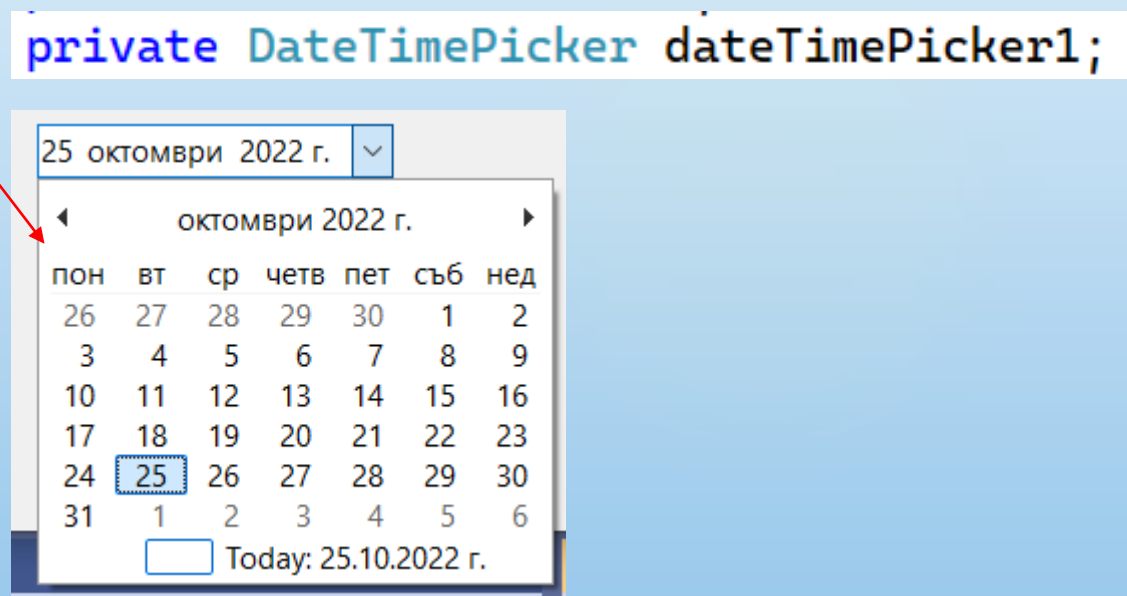 private DateTimePicker dateTimePicker1;
25 октомври 2022 г.
октомври 2022 г.
пон вт ср четв пет съб нед
26 27 28 29 30 1 2
3 4 5 6 7 8 9
10 11 12 13 14 15 16
17 18 19 20 21 22 23
24 25 26 27 28 29 30
31 1 2 3 4 5 6
Today: 25.10.2022 г.